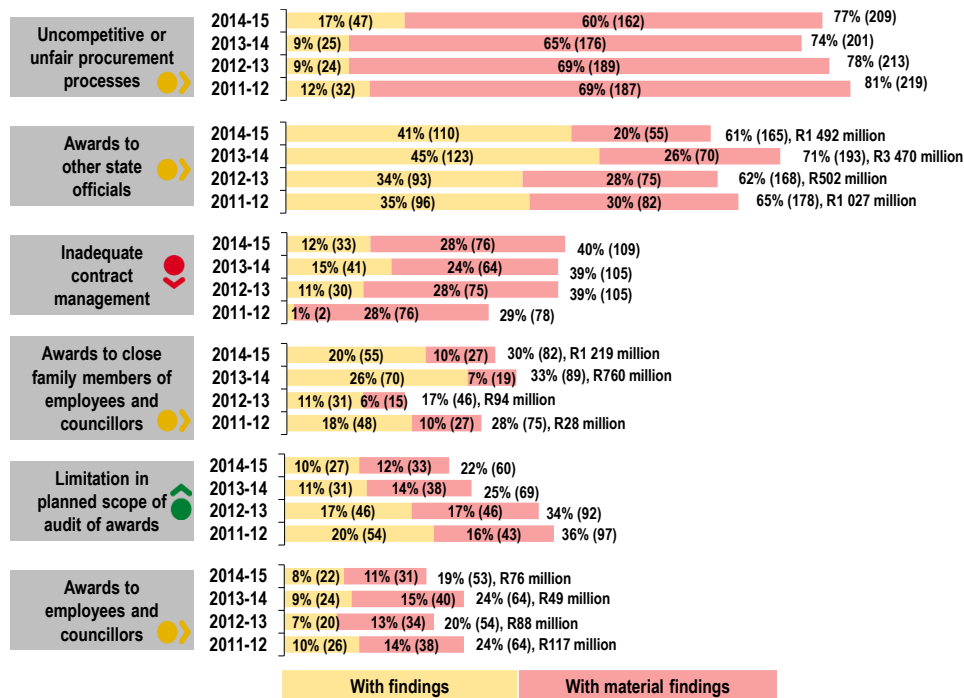 Uncompetitive or
unfair procurement
processes
2014-15 17% (47) 60% (162) 77% (209)
2013-14 9% (25) 65% (176) 74% (201)
2012-13 9% (24) 69% (189) 78% (213)
2011-12 12% (32) 69% (187) 81% (219)
Awards to
other state
officials
2014-15 41% (110) 20% (55) 61% (165), R1 492 million
2013-14 45% (123) 26% (70) 71% (193), R3 470 million
2012-13 34% (93) 28% (75) 62% (168), R502 million
2011-12 35% (96) 30% (82) 65% (178), R1 027 million
Inadequate
contract
management
2014-15 12% (33) 28% (76) 40% (109)
2013-14 15% (41) 24% (64) 39% (105)
2012-13 11% (30) 28% (75) 39% (105)
2011-12 1% (2) 28% (76) 29% (78)
Awards to close
family members of
employees and
councillors
2014-15 20% (55) 10% (27) 30% (82), R1 219 million
2013-14 26% (70) 7% (19) 33% (89), R760 million
2012-13 11% (31) 6% (15) 17% (46), R94 million
2011-12 18% (48) 10% (27) 28% (75), R28 million
Limitation in
planned scope of
audit of awards
2014-15 10% (27) 12% (33) 22% (60)
2013-14 11% (31) 14% (38) 25% (69)
2012-13 17% (46) 17% (46) 34% (92)
2011-12 20% (54) 16% (43) 36% (97)
Awards to
employees and
councillors
2014-15 8% (22) 11% (31) 19% (53), R76 million
2013-14 9% (24) 15% (40) 24% (64), R49 million
2012-13 7% (20) 13% (34) 20% (54), R88 million
2011-12 10% (26) 14% (38) 24% (64), R117 million
With findings With material findings